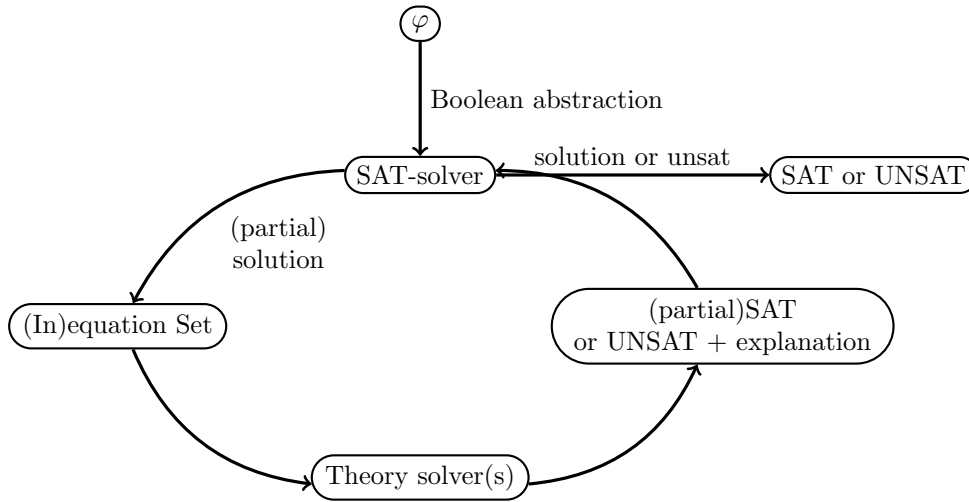 φ
Boolean abstraction
solution or unsat
SAT-solver
SAT or UNSAT
(partial)
solution
(In)equation Set
(partial)SAT
or UNSAT + explanation
Theory solver(s)